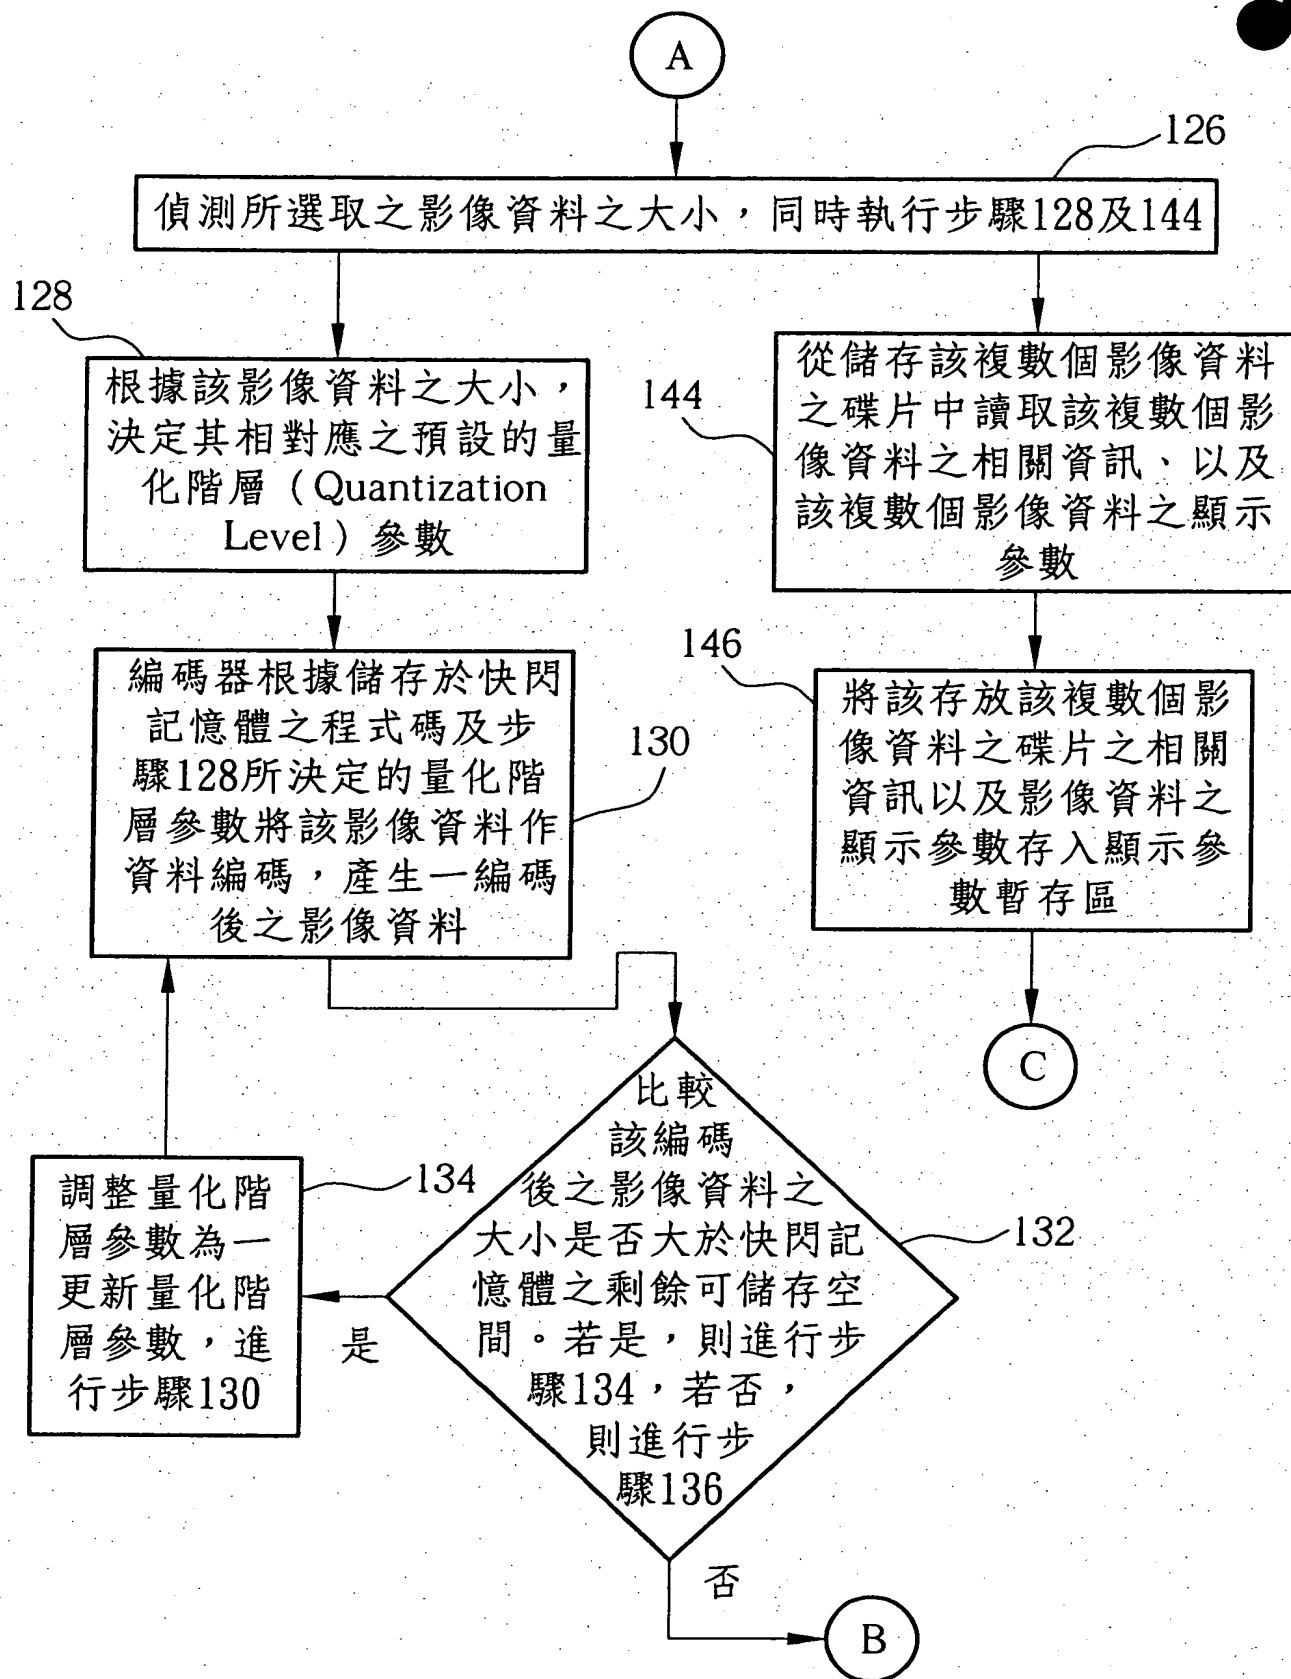 A
126
偵測所選取之影像資料之大小，同時執行步驟128及144
128
根據該影像資料之大小，
決定其相對應之預設的量
化階層（Quantization
Level）參數
144
從儲存該複數個影像資料
之碟片中讀取該複數個影
像資料之相關資訊、以及
該複數個影像資料之顯示
參數
130
編碼器根據儲存於快閃
記憶體之程式碼及步
驟128所決定的量化階
層參數將該影像資料作
資料編碼，產生一編碼
後之影像資料
146
將該存放該複數個影
像資料之碟片之相關
資訊以及影像資料之
顯示參數存入顯示參
數暫存區
C
134
調整量化階
層參數為一
更新量化階
層參數，進
行步驟130
是
132
比較
該編碼
後之影像資料之
大小是否大於快閃記
憶體之剩餘可儲存空
間。若是，則進行步
驟134，若否，
則進行步
驟136
否
B